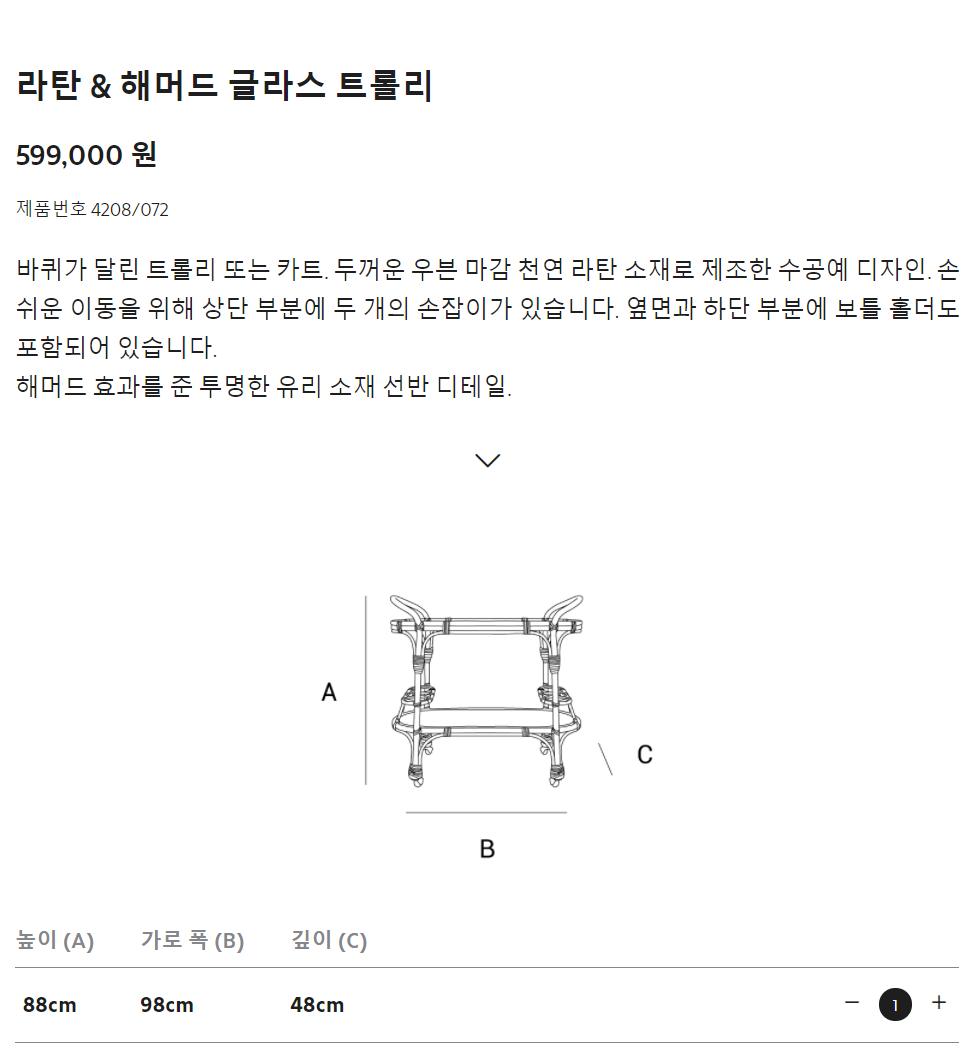 라탄 & 해머드 글라스 트롤리
599,000 원
제품번호 4208/072
바퀴가 달린 트롤리 또는 카트. 두꺼운 우븐 마감 천연 라탄 소재로 제조한 수공예 디자인. 손
쉬운 이동을 위해 상단 부분에 두 개의 손잡이가 있습니다. 옆면과 하단 부분에 보틀 홀더도
포함되어 있습니다.
해머드 효과를 준 투명한 유리 소재 선반 디테일.
A
C
B
높이 (A) 가로 폭 (B) 깊이 (C)
88cm 98cm 48cm − 1 +